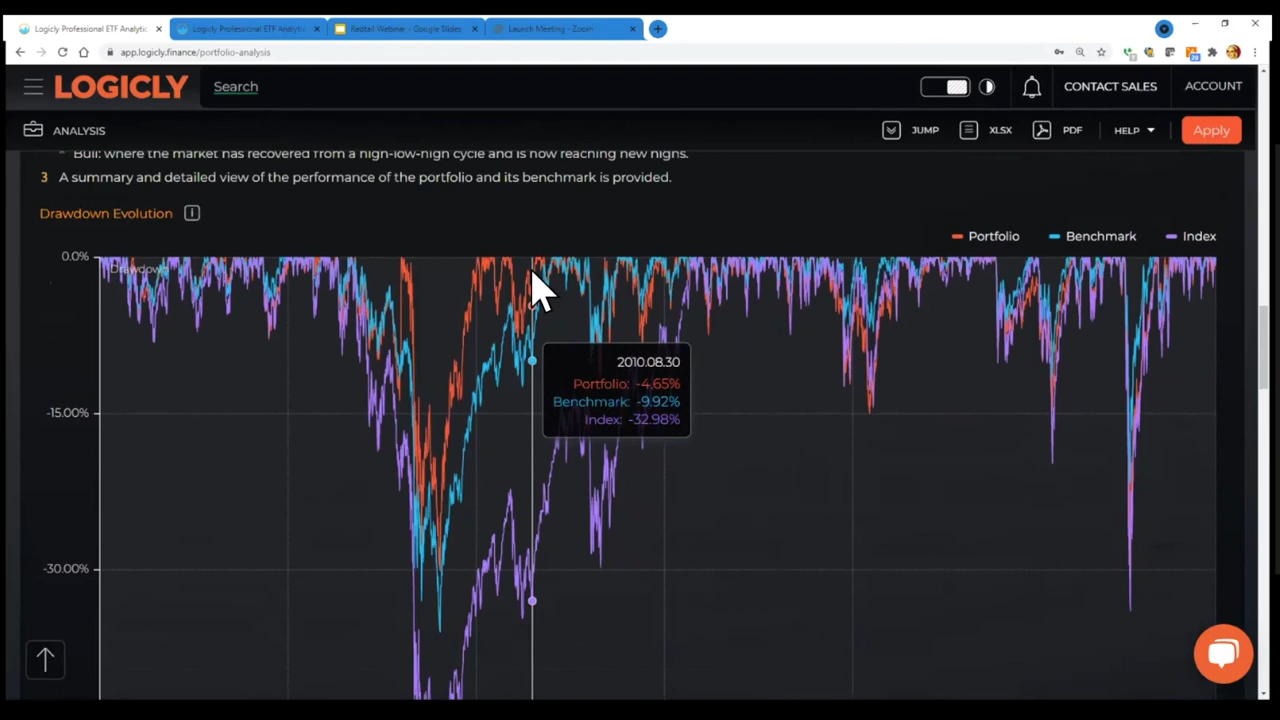 Logicly Professional ETF Analytic
Logicly Professional ETF Analyti
Redtail Webinar - Google Slides
Launch Meeting - Zoom
app.logicly.finance/portfolio-analysis
LOGICLY
Search
CONTACT SALES
ACCOUNT
ANALYSIS
JUMP
XLSX
PDF
HELP
Apply
Bull: where the market has recovered from a high-low-high cycle and is now reaching new highs.
3 A summary and detailed view of the performance of the portfolio and its benchmark is provided.
Drawdown Evolution
Portfolio
Benchmark
Index
0.0%
Drawdown
2010.08.30
Portfolio: -4.65%
Benchmark: -9.92%
Index: -32.98%
-15.00%
-30.00%